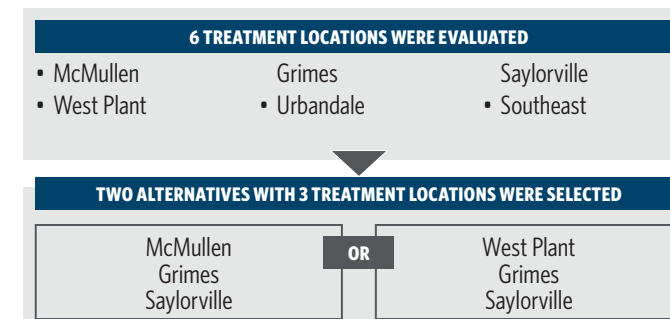 6 TREATMENT LOCATIONS WERE EVALUATED
• McMullen Grimes Saylorville
• West Plant • Urbandale • Southeast
TWO ALTERNATIVES WITH 3 TREATMENT LOCATIONS WERE SELECTED
McMullen
Grimes
Saylorville
OR
West Plant
Grimes
Saylorville